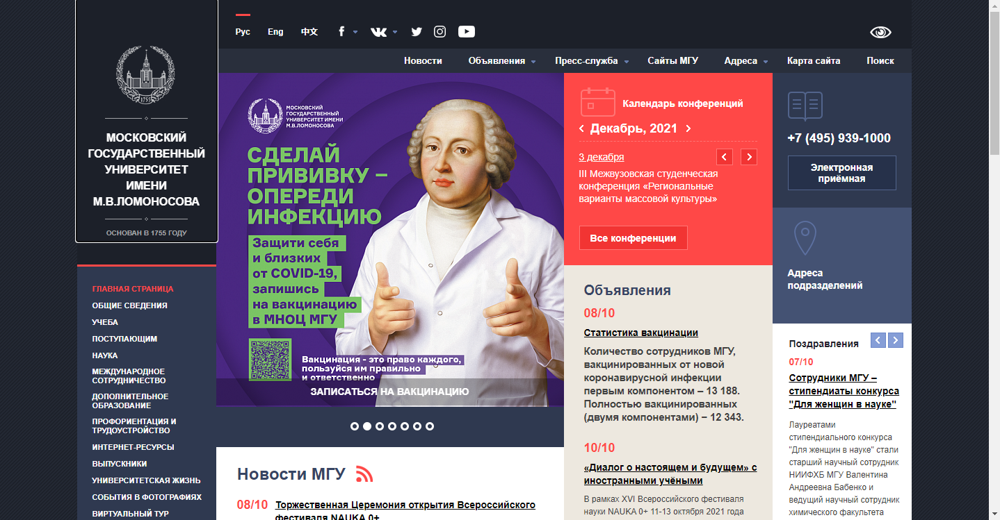 МОСКОВСКИЙ
ГОСУДАРСТВЕННЫЙ
УНИВЕРСИТЕТ
ИМЕНИ
М.В.ЛОМОНОСОВА
ОСНОВАН В 1755 ГОДУ
Рус Eng 中文
Новости Объявления Пресс-служба Сайты МГУ Адреса Карта сайта Поиск
ГЛАВНАЯ СТРАНИЦА
ОБЩИЕ СВЕДЕНИЯ
УЧЕБА
ПОСТУПАЮЩИМ
НАУКА
МЕЖДУНАРОДНОЕ
СОТРУДНИЧЕСТВО
ДОПОЛНИТЕЛЬНОЕ
ОБРАЗОВАНИЕ
ПРОФОРИЕНТАЦИЯ И
ТРУДОУСТРОЙСТВО
ИНТЕРНЕТ-РЕСУРСЫ
ВЫПУСКНИКИ
УНИВЕРСИТЕТСКАЯ ЖИЗНЬ
СОБЫТИЯ В ФОТОГРАФИЯХ
ВИРТУАЛЬНЫЙ ТУР
МОСКОВСКИЙ
ГОСУДАРСТВЕННЫЙ
УНИВЕРСИТЕТ ИМЕНИ
М.В.ЛОМОНОСОВА
СДЕЛАЙ
ПРИВИВКУ –
ОПЕРЕДИ
ИНФЕКЦИЮ
Защити себя
и близких
от COVID-19,
запишись
на вакцинацию
в МНОЦ МГУ
Вакцинация - это право каждого,
пользуйся им правильно
и ответственно
ЗАПИСАТЬСЯ НА ВАКЦИНАЦИЮ
Новости МГУ
08/10 Торжественная Церемония открытия Всероссийского
фестиваля NAUKA 0+
Календарь конференций
Декабрь, 2021
3 декабря
III Межвузовская студенческая
конференция «Региональные
варианты массовой культуры»
Все конференции
Объявления
08/10
Статистика вакцинации
Количество сотрудников МГУ,
вакцинированных от новой
коронавирусной инфекции
первым компонентом – 13 188.
Полностью вакцинированных
(двумя компонентами) – 12 343.
10/10
«Диалог о настоящем и будущем» с
иностранными учёными
В рамках XVI Всероссийского фестиваля
науки NAUKA 0+ 11-13 октября 2021 года
+7 (495) 939-1000
Электронная
приёмная
Адреса
подразделений
Поздравления
07/10
Сотрудники МГУ –
стипендиаты конкурса
"Для женщин в науке"
Лауреатами
стипендиального конкурса
"Для женщин в науке" стали
старший научный сотрудник
НИИФХБ МГУ Валентина
Андреевна Бабенко и
ведущий научный сотрудник
химического факультета